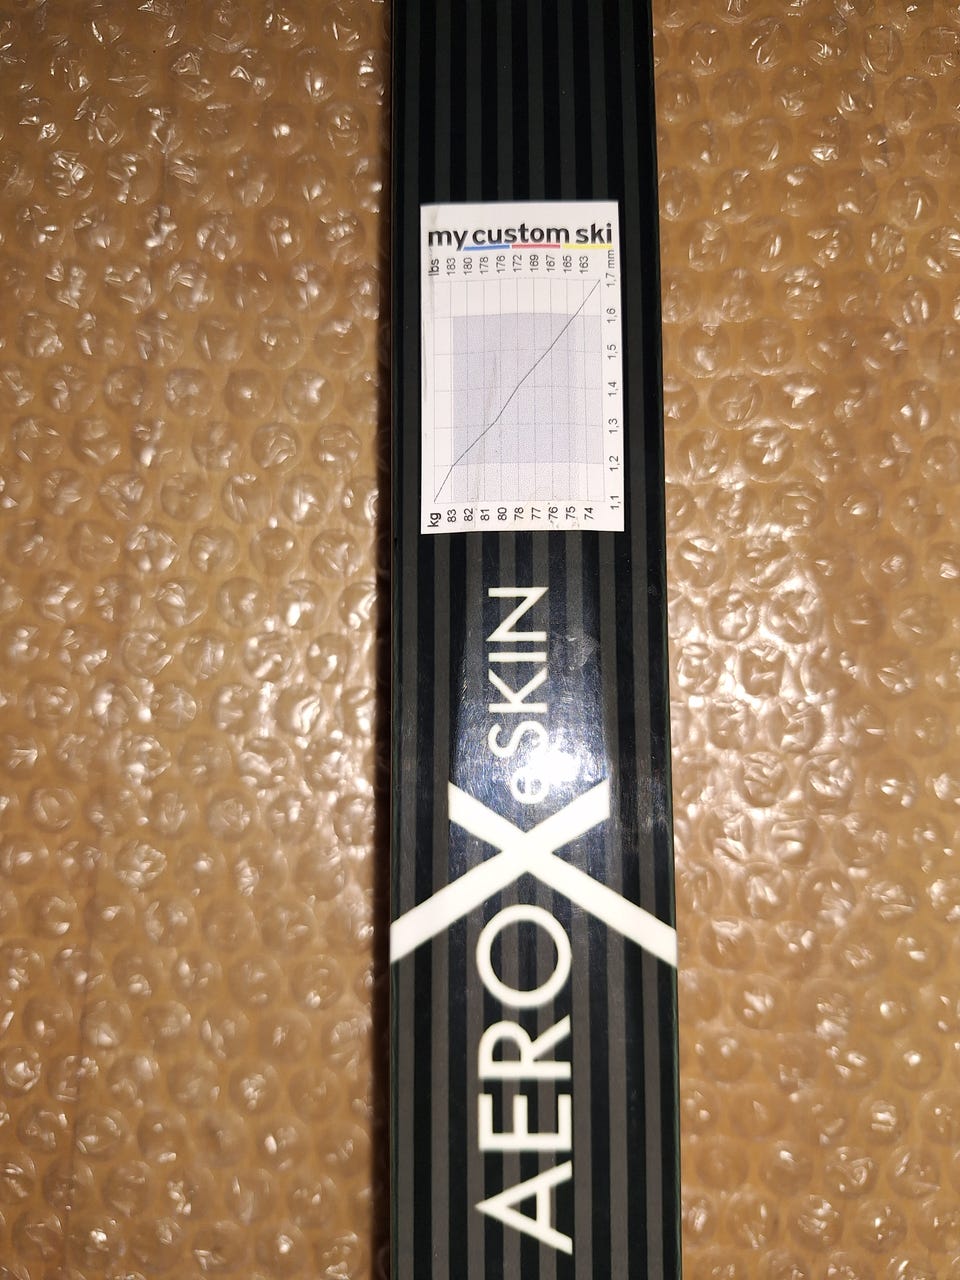 my custom ski
lbs 183 180 178 176 172 169 167 165 163
1,7 mm
1,6
1,5
1,4
1,3
1,2
1,1
kg 83 82 81 80 78 77 76 75 74
AEROX
eSKIN